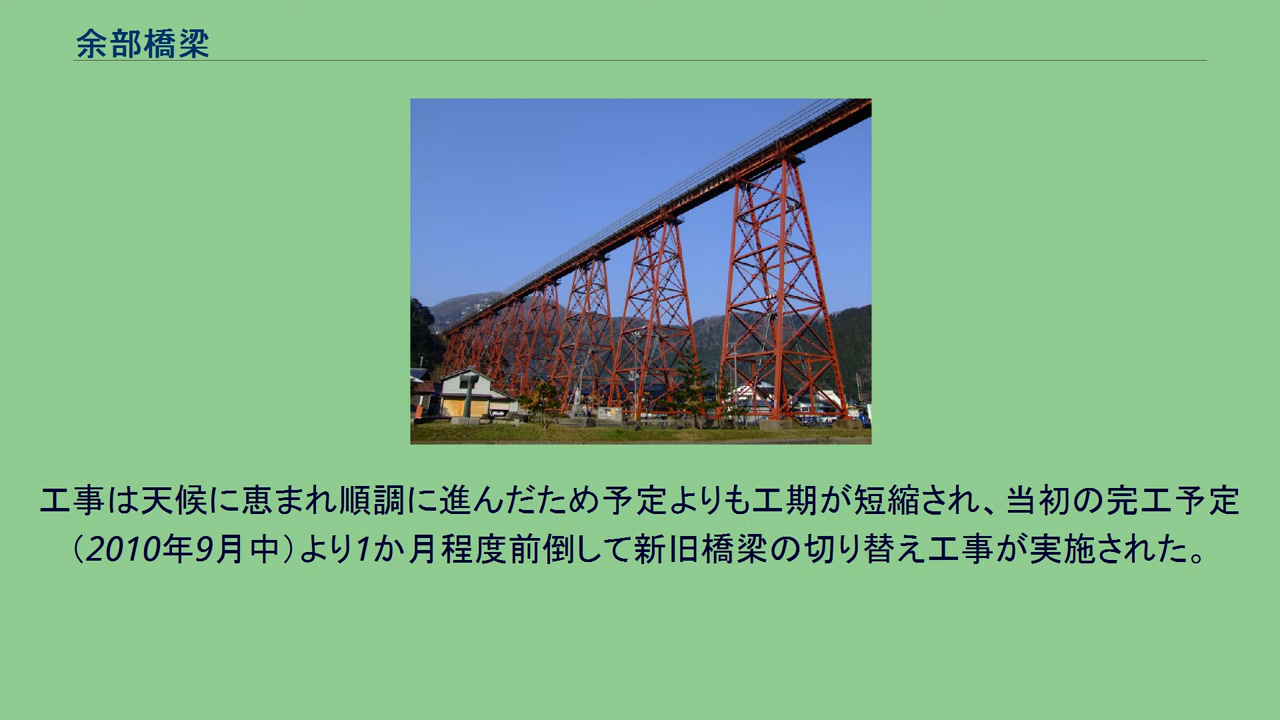 余部橋梁
工事は天候に恵まれ順調に進んだため予定よりも工期が短縮され、当初の完工予定
（2010年9月中）より1か月程度前倒しして新旧橋梁の切り替え工事が実施された。